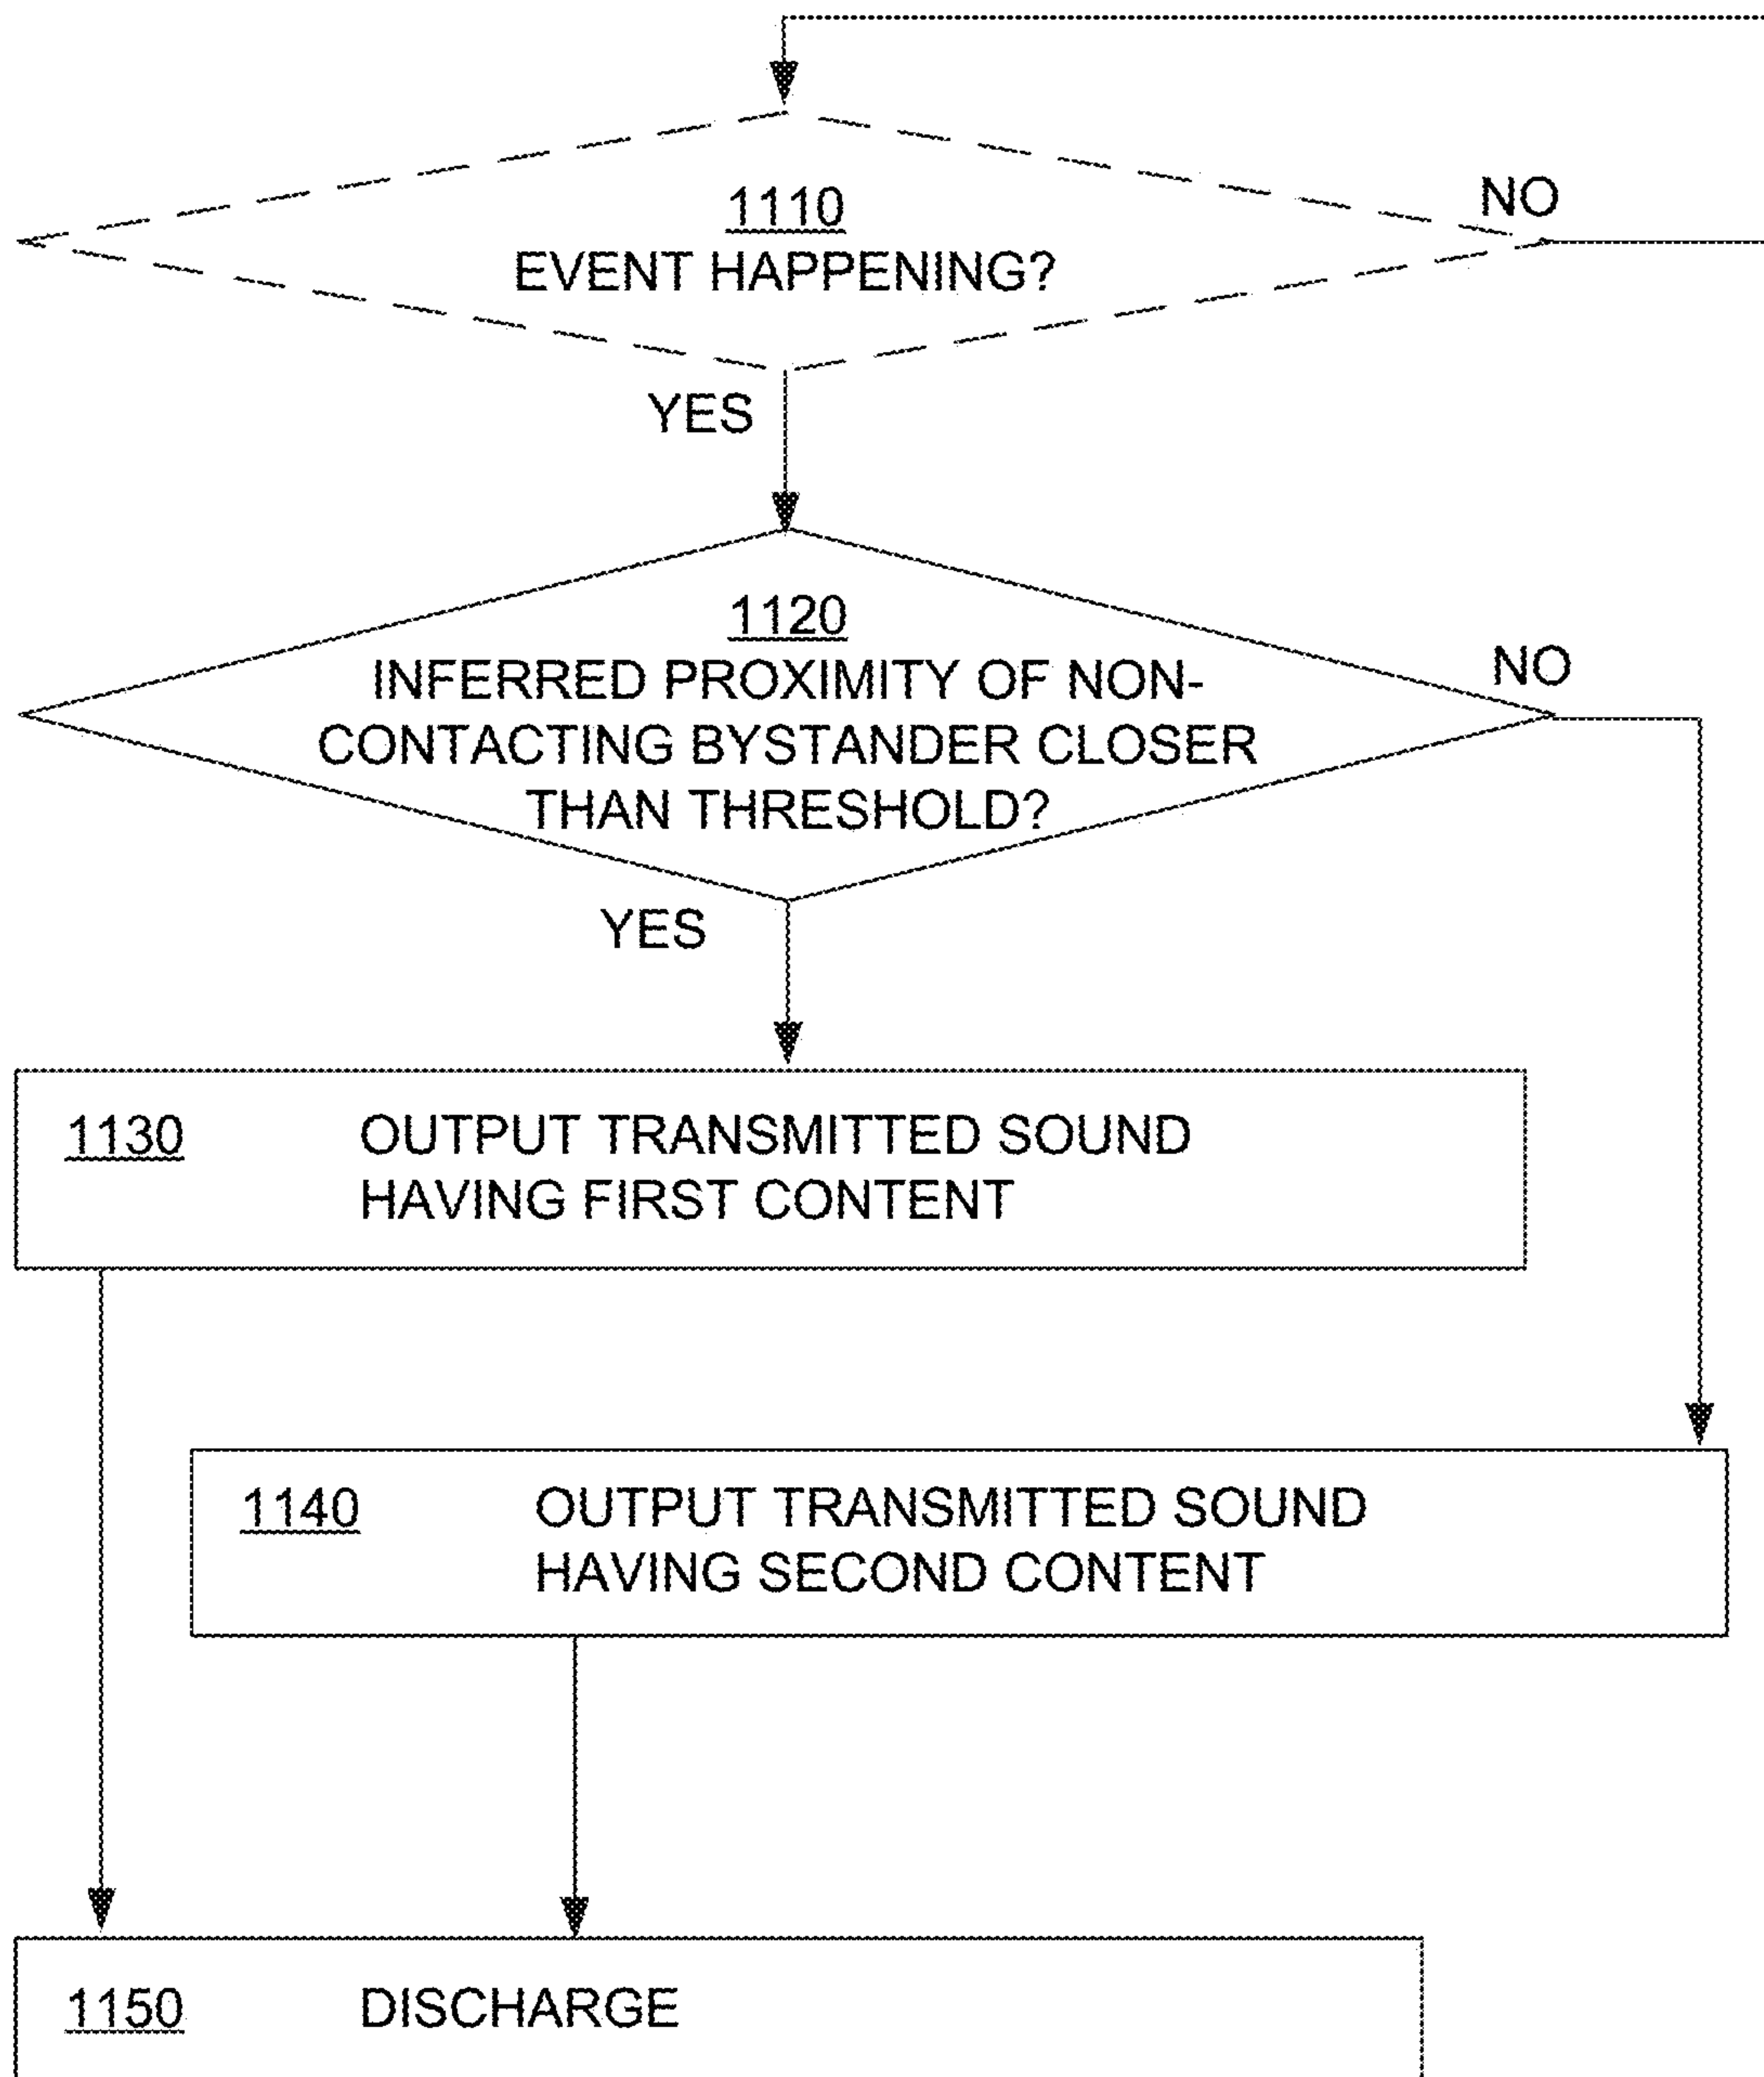 1110
EVENT HAPPENING?
NO
YES
1120
INFERRED PROXIMITY OF NON-
CONTACTING BYSTANDER CLOSER
THAN THRESHOLD?
NO
YES
1130 OUTPUT TRANSMITTED SOUND
HAVING FIRST CONTENT
1140 OUTPUT TRANSMITTED SOUND
HAVING SECOND CONTENT
1150 DISCHARGE